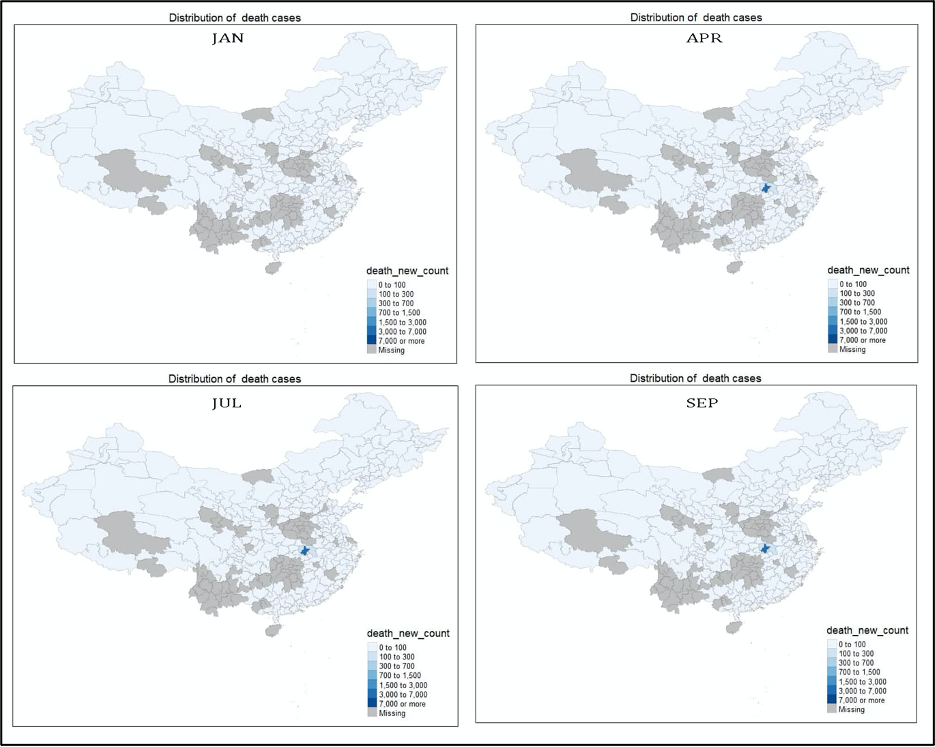 Distribution of death cases
JAN
death_new_count
0 to 100
100 to 300
300 to 700
700 to 1,500
1,500 to 3,000
3,000 to 7,000
7,000 or more
Missing
Distribution of death cases
APR
death_new_count
0 to 100
100 to 300
300 to 700
700 to 1,500
1,500 to 3,000
3,000 to 7,000
7,000 or more
Missing
Distribution of death cases
JUL
death_new_count
0 to 100
100 to 300
300 to 700
700 to 1,500
1,500 to 3,000
3,000 to 7,000
7,000 or more
Missing
Distribution of death cases
SEP
death_new_count
0 to 100
100 to 300
300 to 700
700 to 1,500
1,500 to 3,000
3,000 to 7,000
7,000 or more
Missing